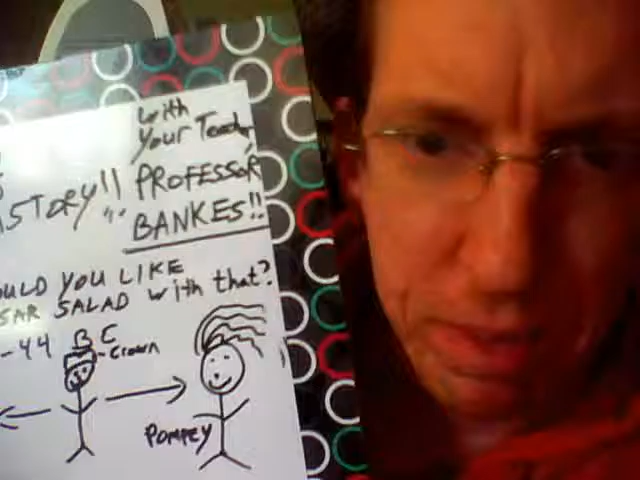 with
Your Teacher
STORY!! PROFESSOR
BANKES!!
OULD YOU LIKE
SAR SALAD with that?
-44 BC
crown
POMPEY